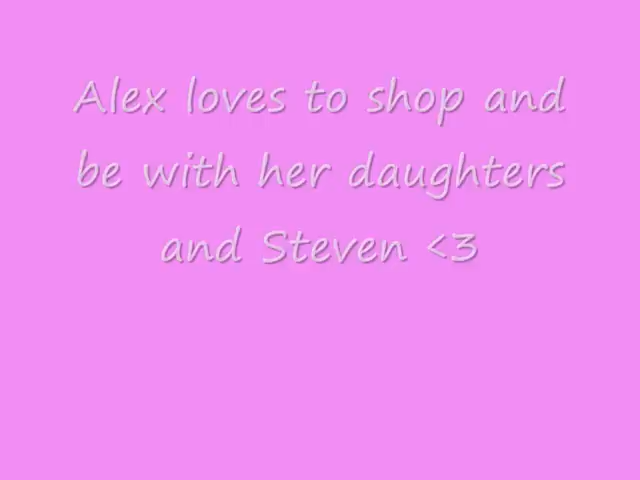 Alex loves to shop and
be with her daughters
and Steven <3